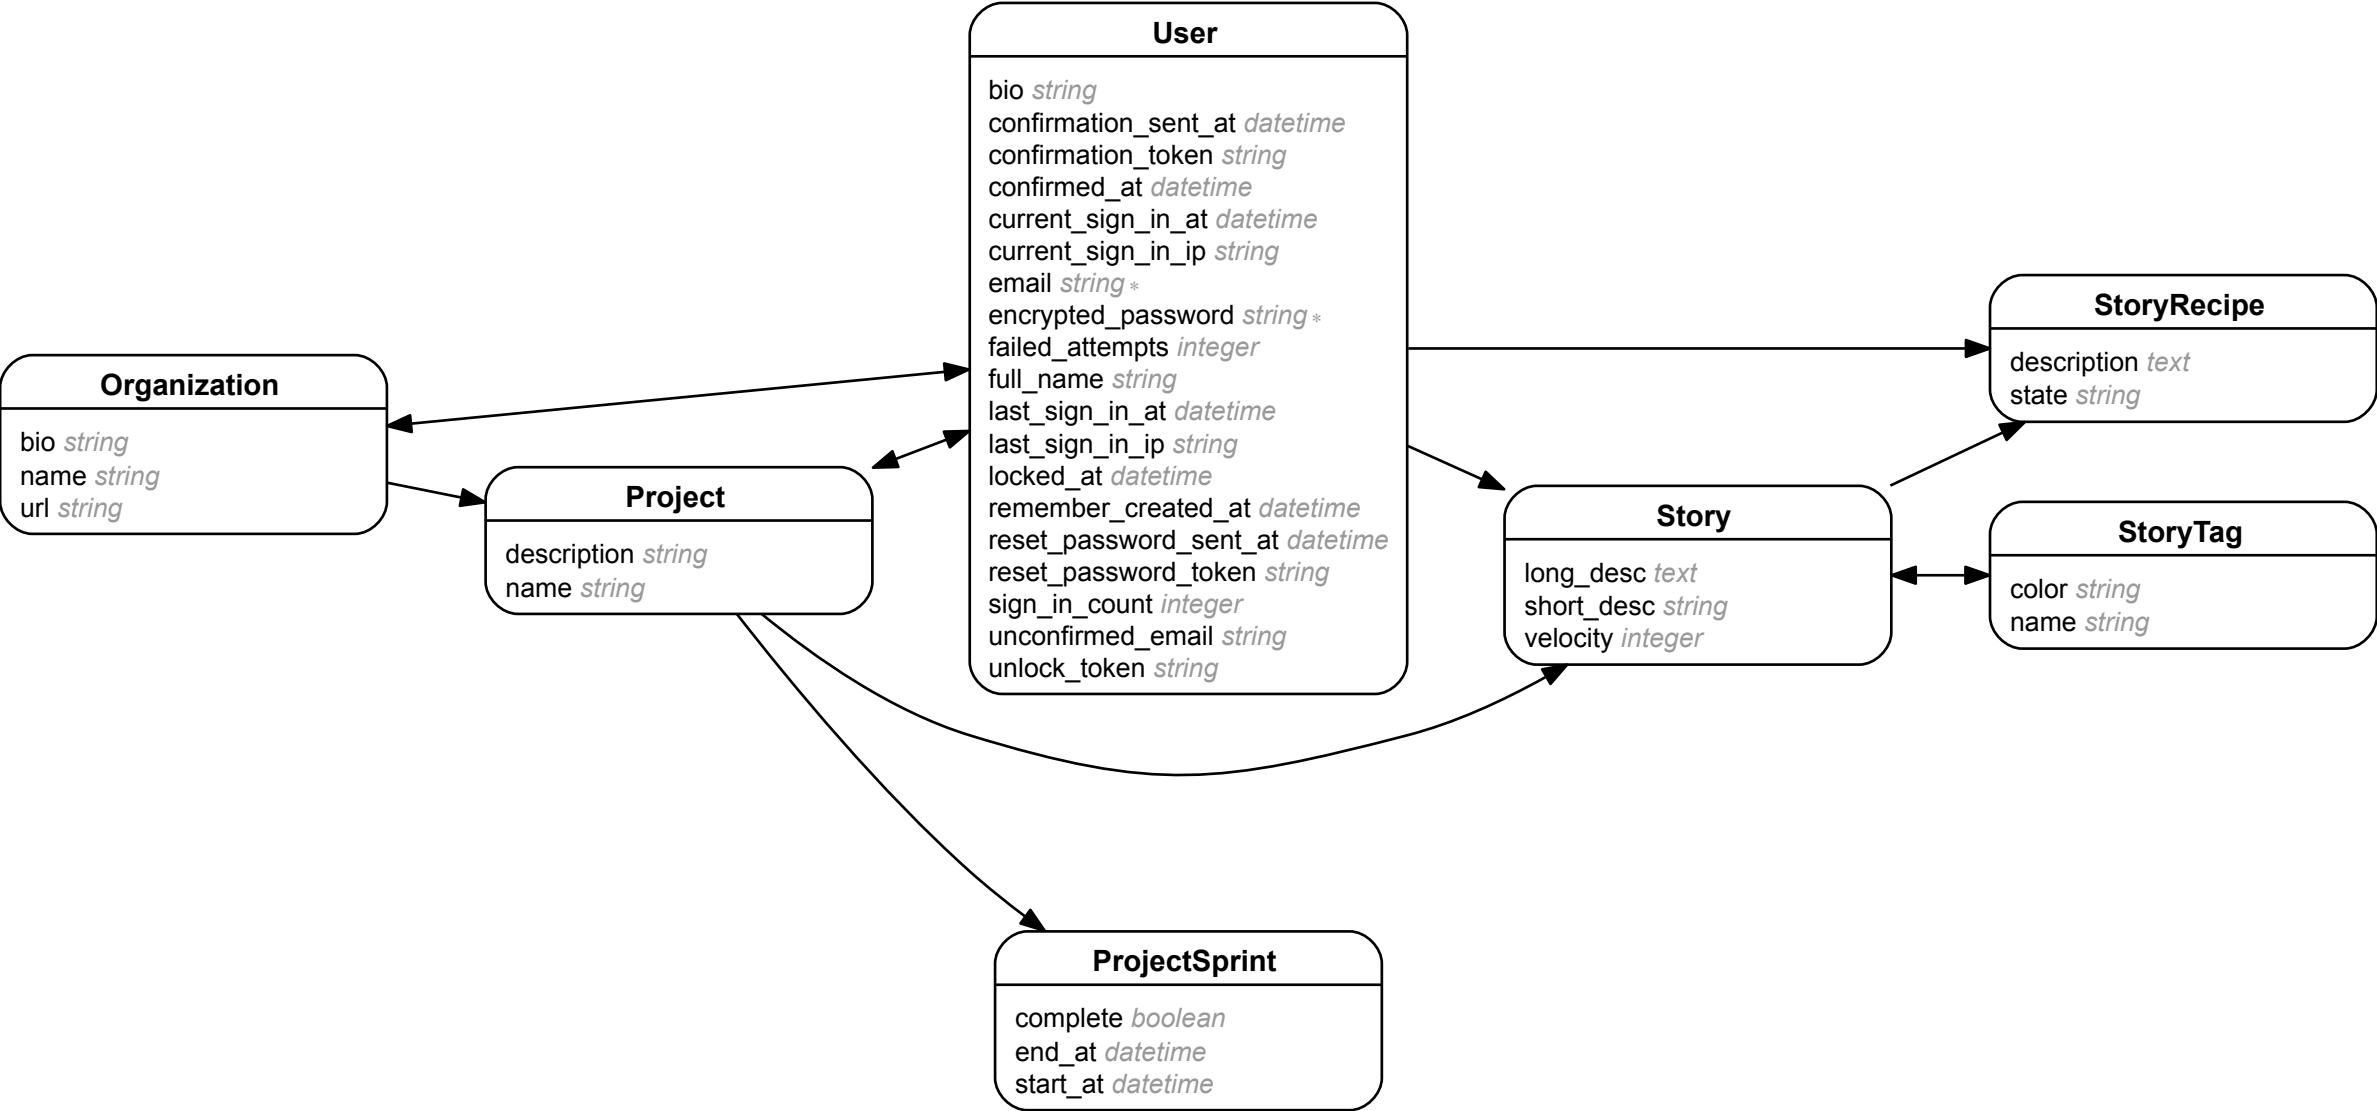 User
bio string
confirmation_sent_at datetime
confirmation_token string
confirmed_at datetime
current_sign_in_at datetime
current_sign_in_ip string
email string *
encrypted_password string *
failed_attempts integer
full_name string
last_sign_in_at datetime
last_sign_in_ip string
locked_at datetime
remember_created_at datetime
reset_password_sent_at datetime
reset_password_token string
sign_in_count integer
unconfirmed_email string
unlock_token string
Organization
bio string
name string
url string
Project
description string
name string
StoryRecipe
description text
state string
Story
long_desc text
short_desc string
velocity integer
StoryTag
color string
name string
ProjectSprint
complete boolean
end_at datetime
start_at datetime